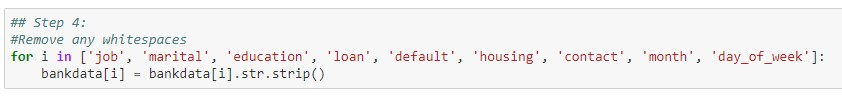 ## Step 4:
#Remove any whitespaces
for i in ['job', 'marital', 'education', 'loan', 'default', 'housing', 'contact', 'month', 'day_of_week']:
    bankdata[i] = bankdata[i].str.strip()